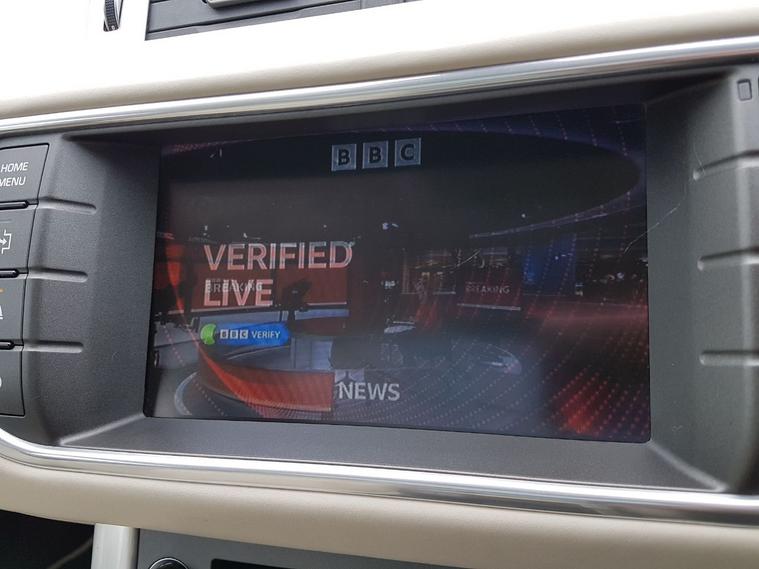 HOME
MENU
BBC
VERIFIED
LIVE
BREAKING
BREAKING
BBC VERIFY
NEWS